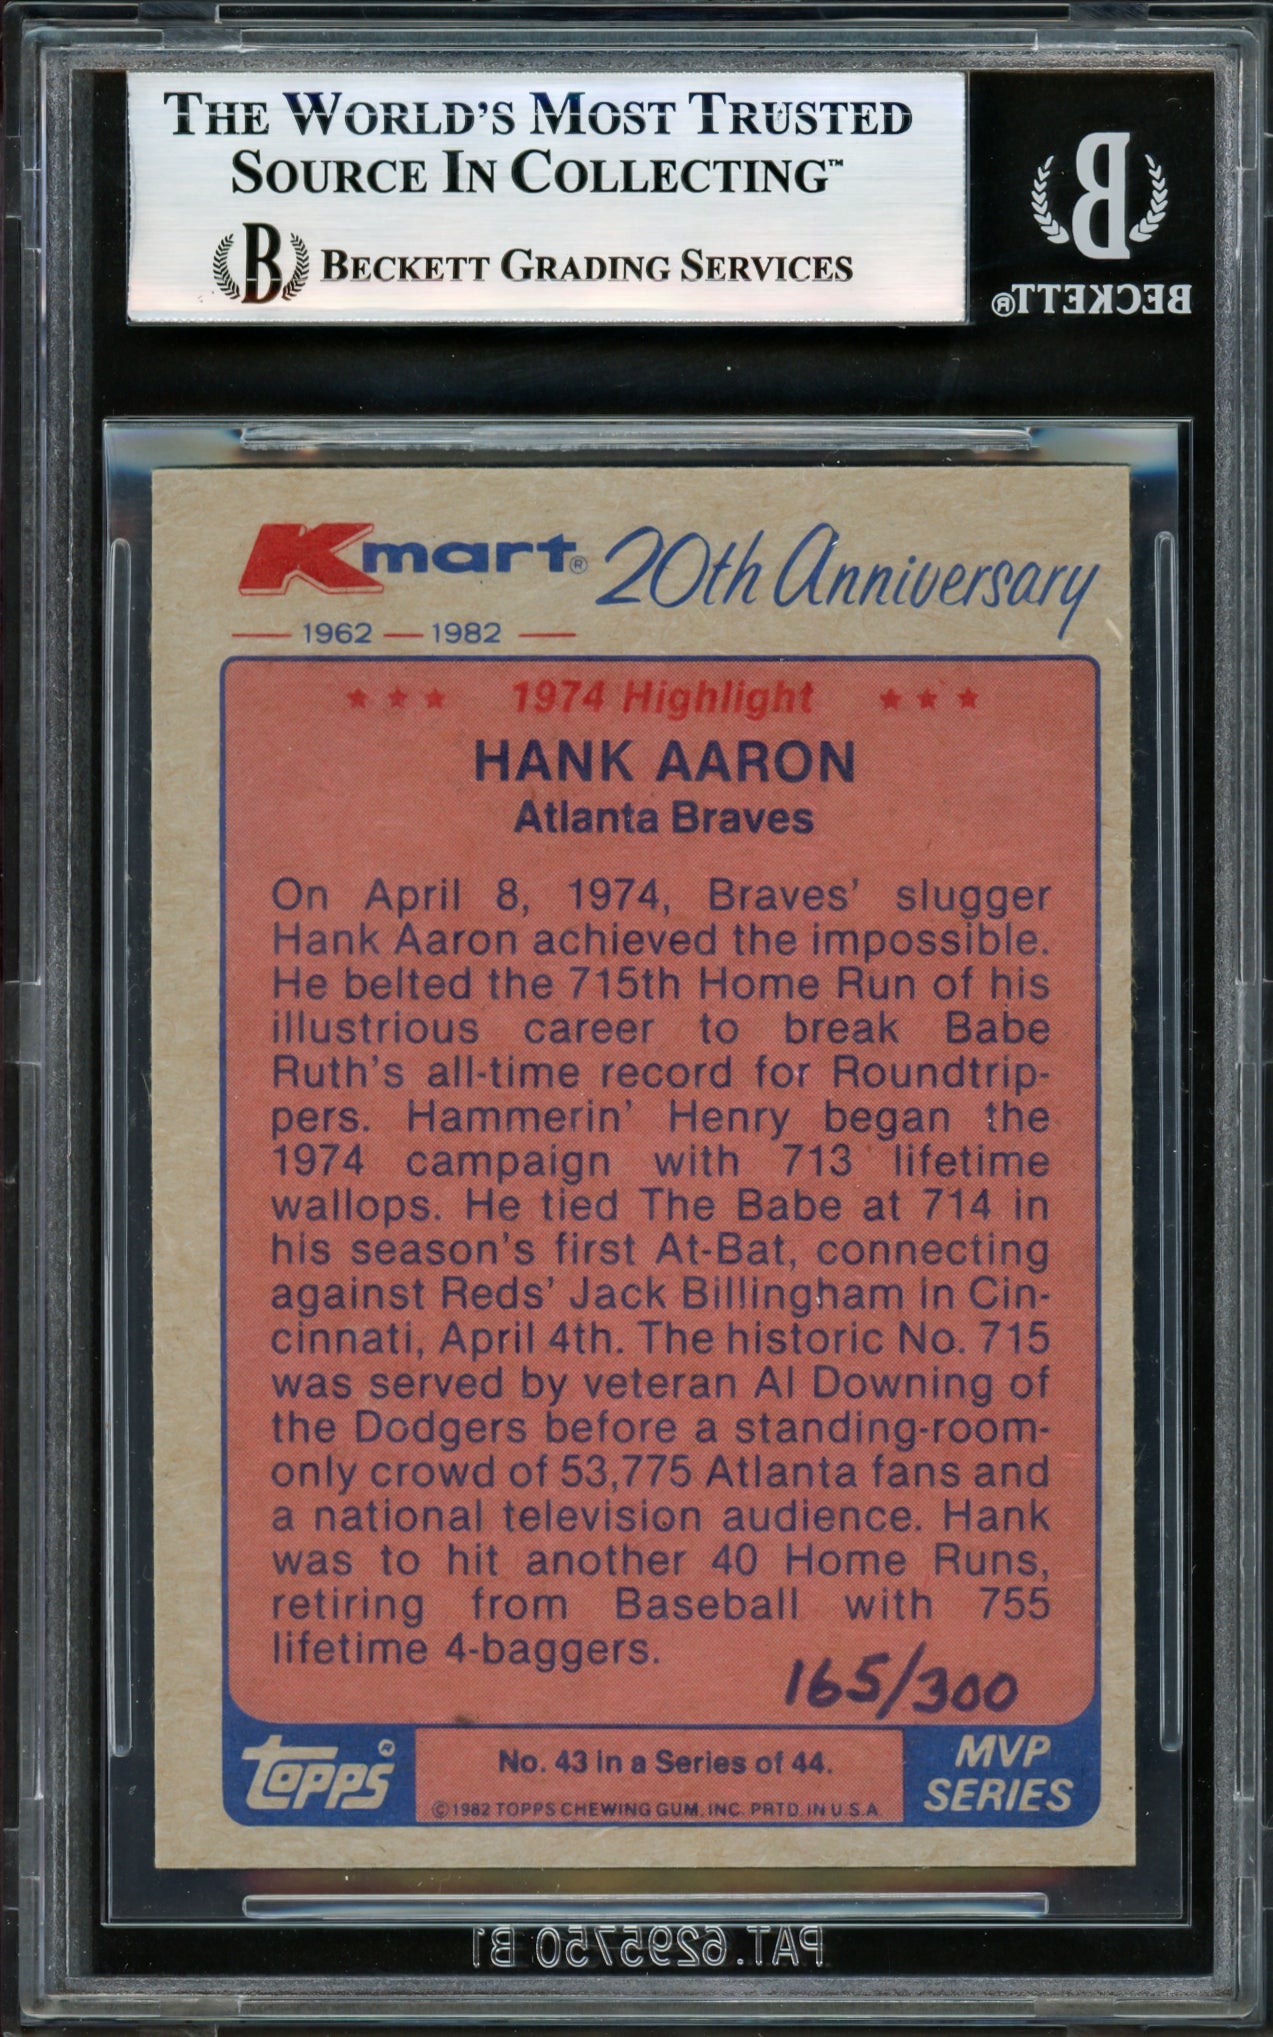 THE WORLD'S MOST TRUSTED
SOURCE IN COLLECTING™
B BECKETT GRADING SERVICES
B
BECKETT®
Kmart® 20th Anniversary
1962 — 1982
★ ★ ★ 1974 Highlight ★ ★ ★
HANK AARON
Atlanta Braves
On April 8, 1974, Braves' slugger
Hank Aaron achieved the impossible.
He belted the 715th Home Run of his
illustrious career to break Babe
Ruth's all-time record for Roundtrip-
pers. Hammerin' Henry began the
1974 campaign with 713 lifetime
wallops. He tied The Babe at 714 in
his season's first At-Bat, connecting
against Reds' Jack Billingham in Cin-
cinnati, April 4th. The historic No. 715
was served by veteran Al Downing of
the Dodgers before a standing-room-
only crowd of 53,775 Atlanta fans and
a national television audience. Hank
was to hit another 40 Home Runs,
retiring from Baseball with 755
lifetime 4-baggers.
165/300
TOPPS®
No. 43 in a Series of 44.
©1982 TOPPS CHEWING GUM, INC. PRTD. IN U.S.A.
MVP
SERIES
PAT. 6295750 B1